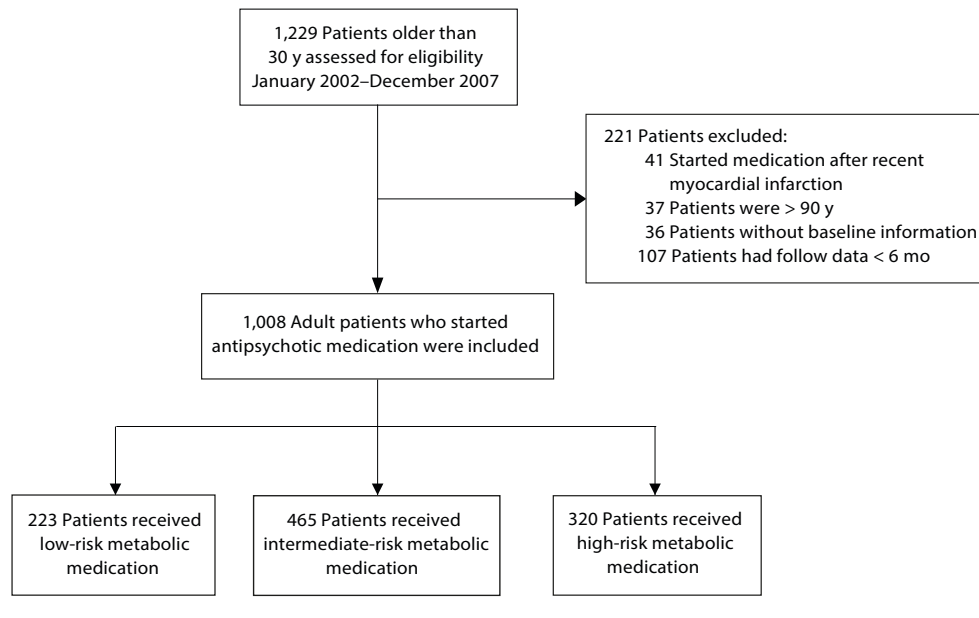 1,229 Patients older than
30 y assessed for eligibility
January 2002–December 2007
221 Patients excluded:
41 Started medication after recent
myocardial infarction
37 Patients were > 90 y
36 Patients without baseline information
107 Patients had follow data < 6 mo
1,008 Adult patients who started
antipsychotic medication were included
223 Patients received
low-risk metabolic
medication
465 Patients received
intermediate-risk metabolic
medication
320 Patients received
high-risk metabolic
medication